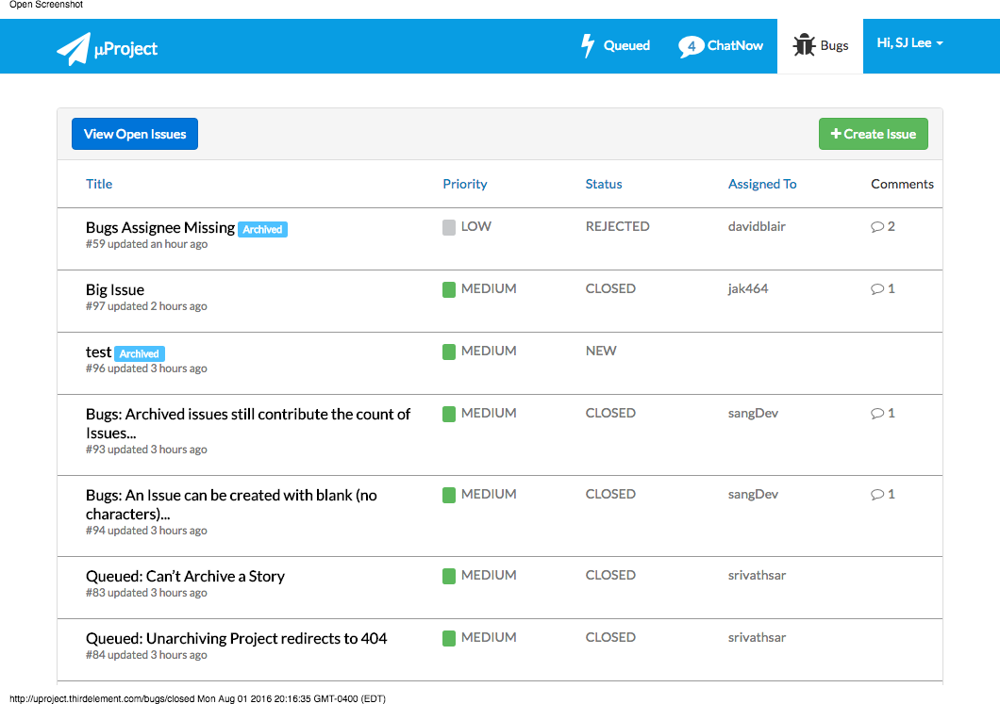 Open Screenshot
µProject
Queued
4 ChatNow
Bugs
Hi, SJ Lee
View Open Issues
+ Create Issue
Title Priority Status Assigned To Comments
Bugs Assignee Missing Archived LOW REJECTED davidblair 2
#59 updated an hour ago
Big Issue MEDIUM CLOSED jak464 1
#97 updated 2 hours ago
test Archived MEDIUM NEW
#96 updated 3 hours ago
Bugs: Archived issues still contribute the count of MEDIUM CLOSED sangDev 1
Issues...
#93 updated 3 hours ago
Bugs: An Issue can be created with blank (no MEDIUM CLOSED sangDev 1
characters)...
#94 updated 3 hours ago
Queued: Can't Archive a Story MEDIUM CLOSED srivathsar
#83 updated 3 hours ago
Queued: Unarchiving Project redirects to 404 MEDIUM CLOSED srivathsar
#84 updated 3 hours ago
http://uproject.thirdelement.com/bugs/closed Mon Aug 01 2016 20:16:35 GMT-0400 (EDT)